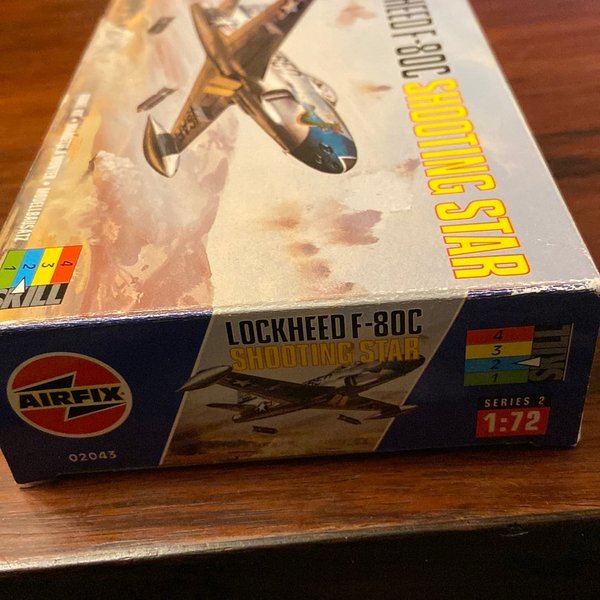 HEED F-80C
SHOOTING STAR
MODELLBAUSATZ
4
3
2
1
SKILL
LOCKHEED F-80C
SHOOTING STAR
AIRFIX
02043
4
3
2
1
SKILL
SERIES 2
1:72